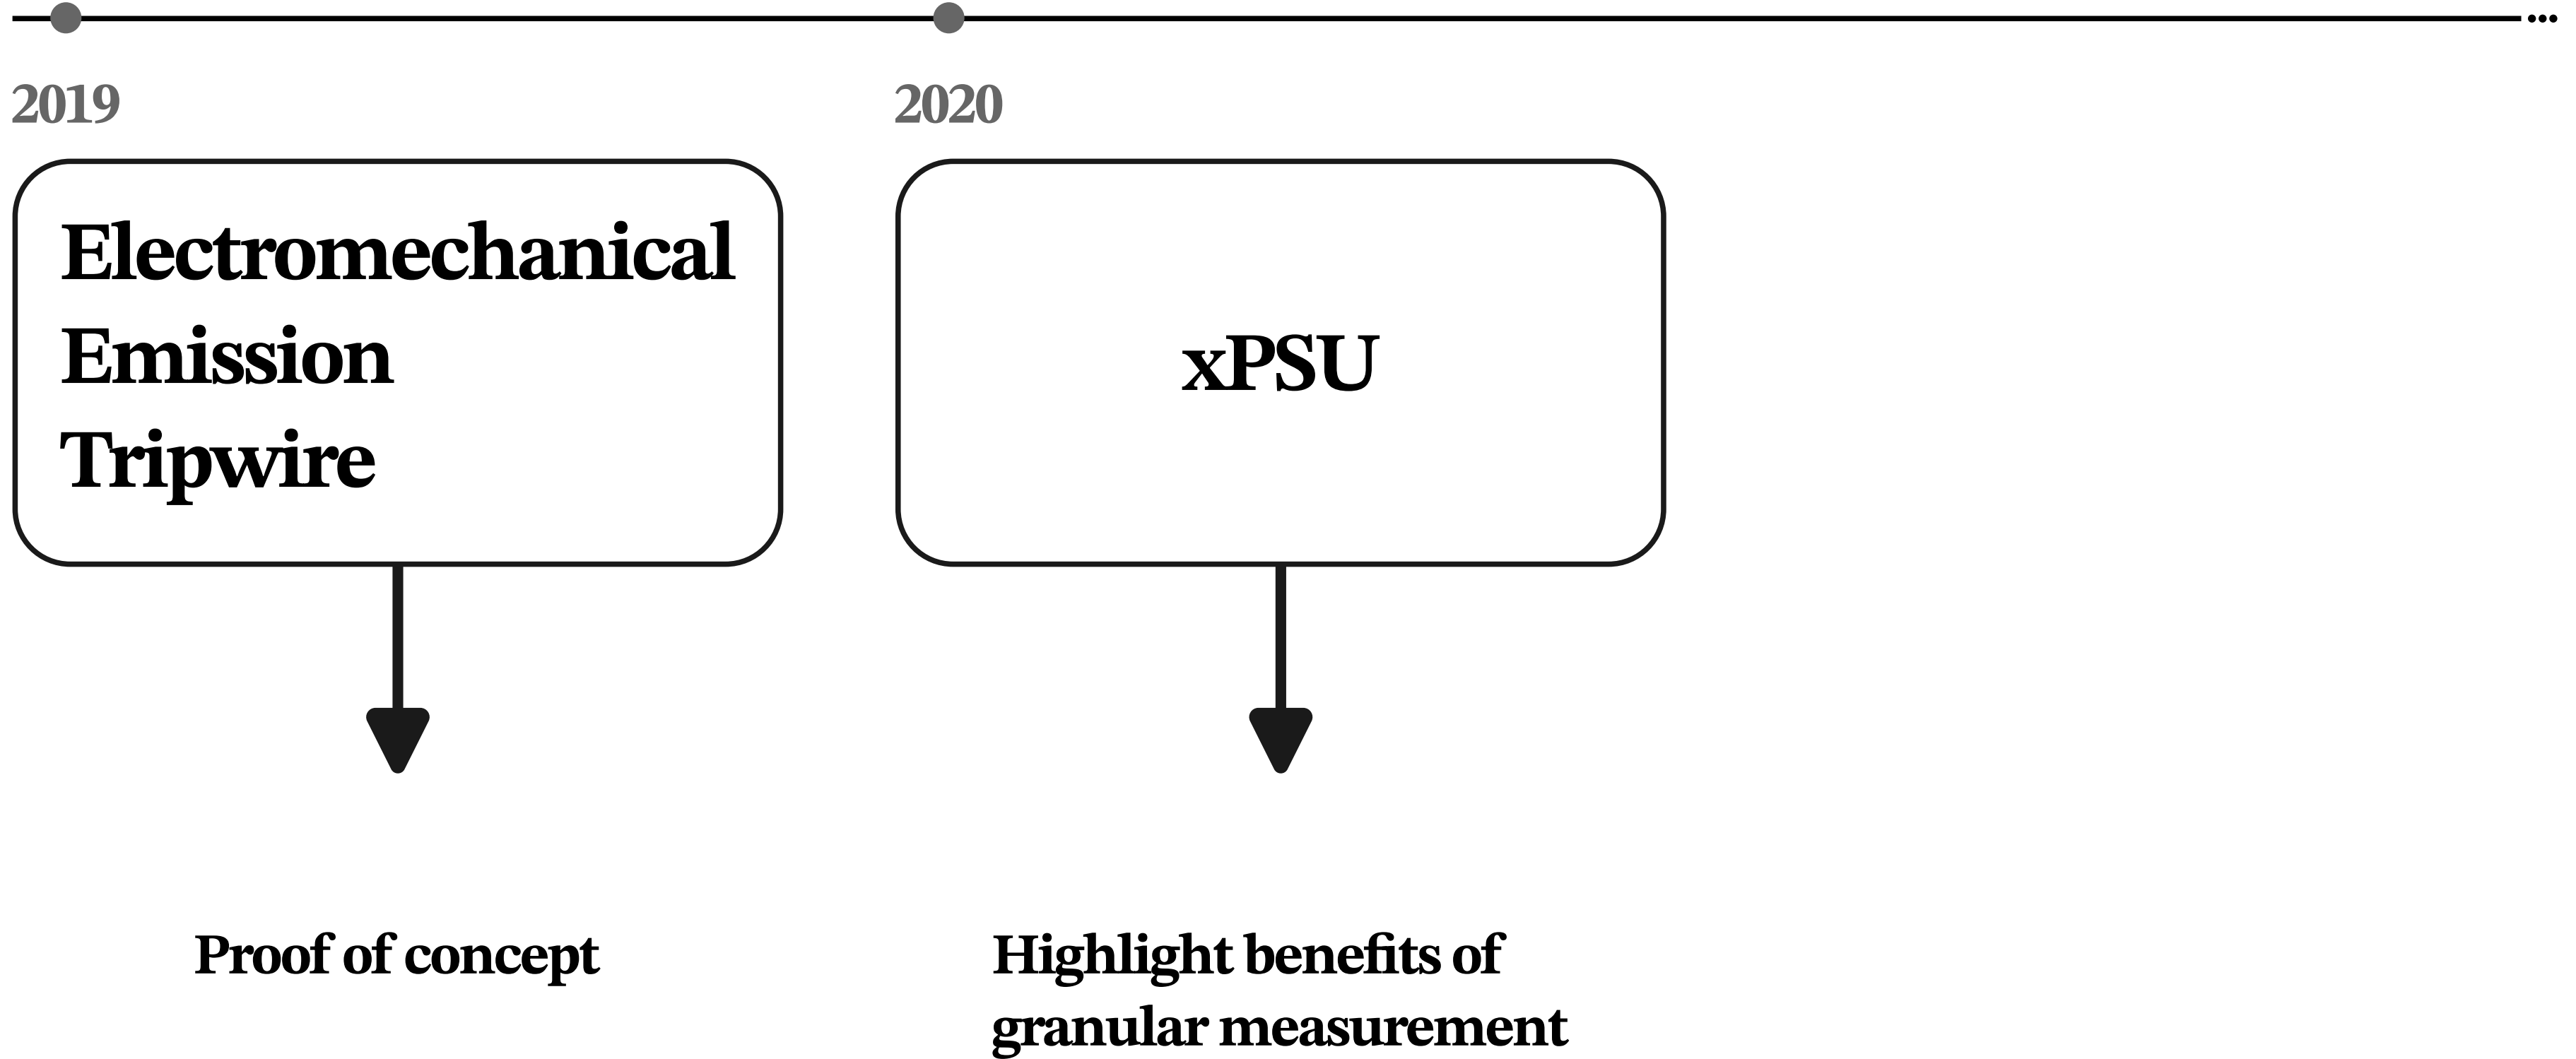 2019
2020
Electromechanical
Emission
Tripwire
xPSU
Proof of concept
Highlight benefits of
granular measurement